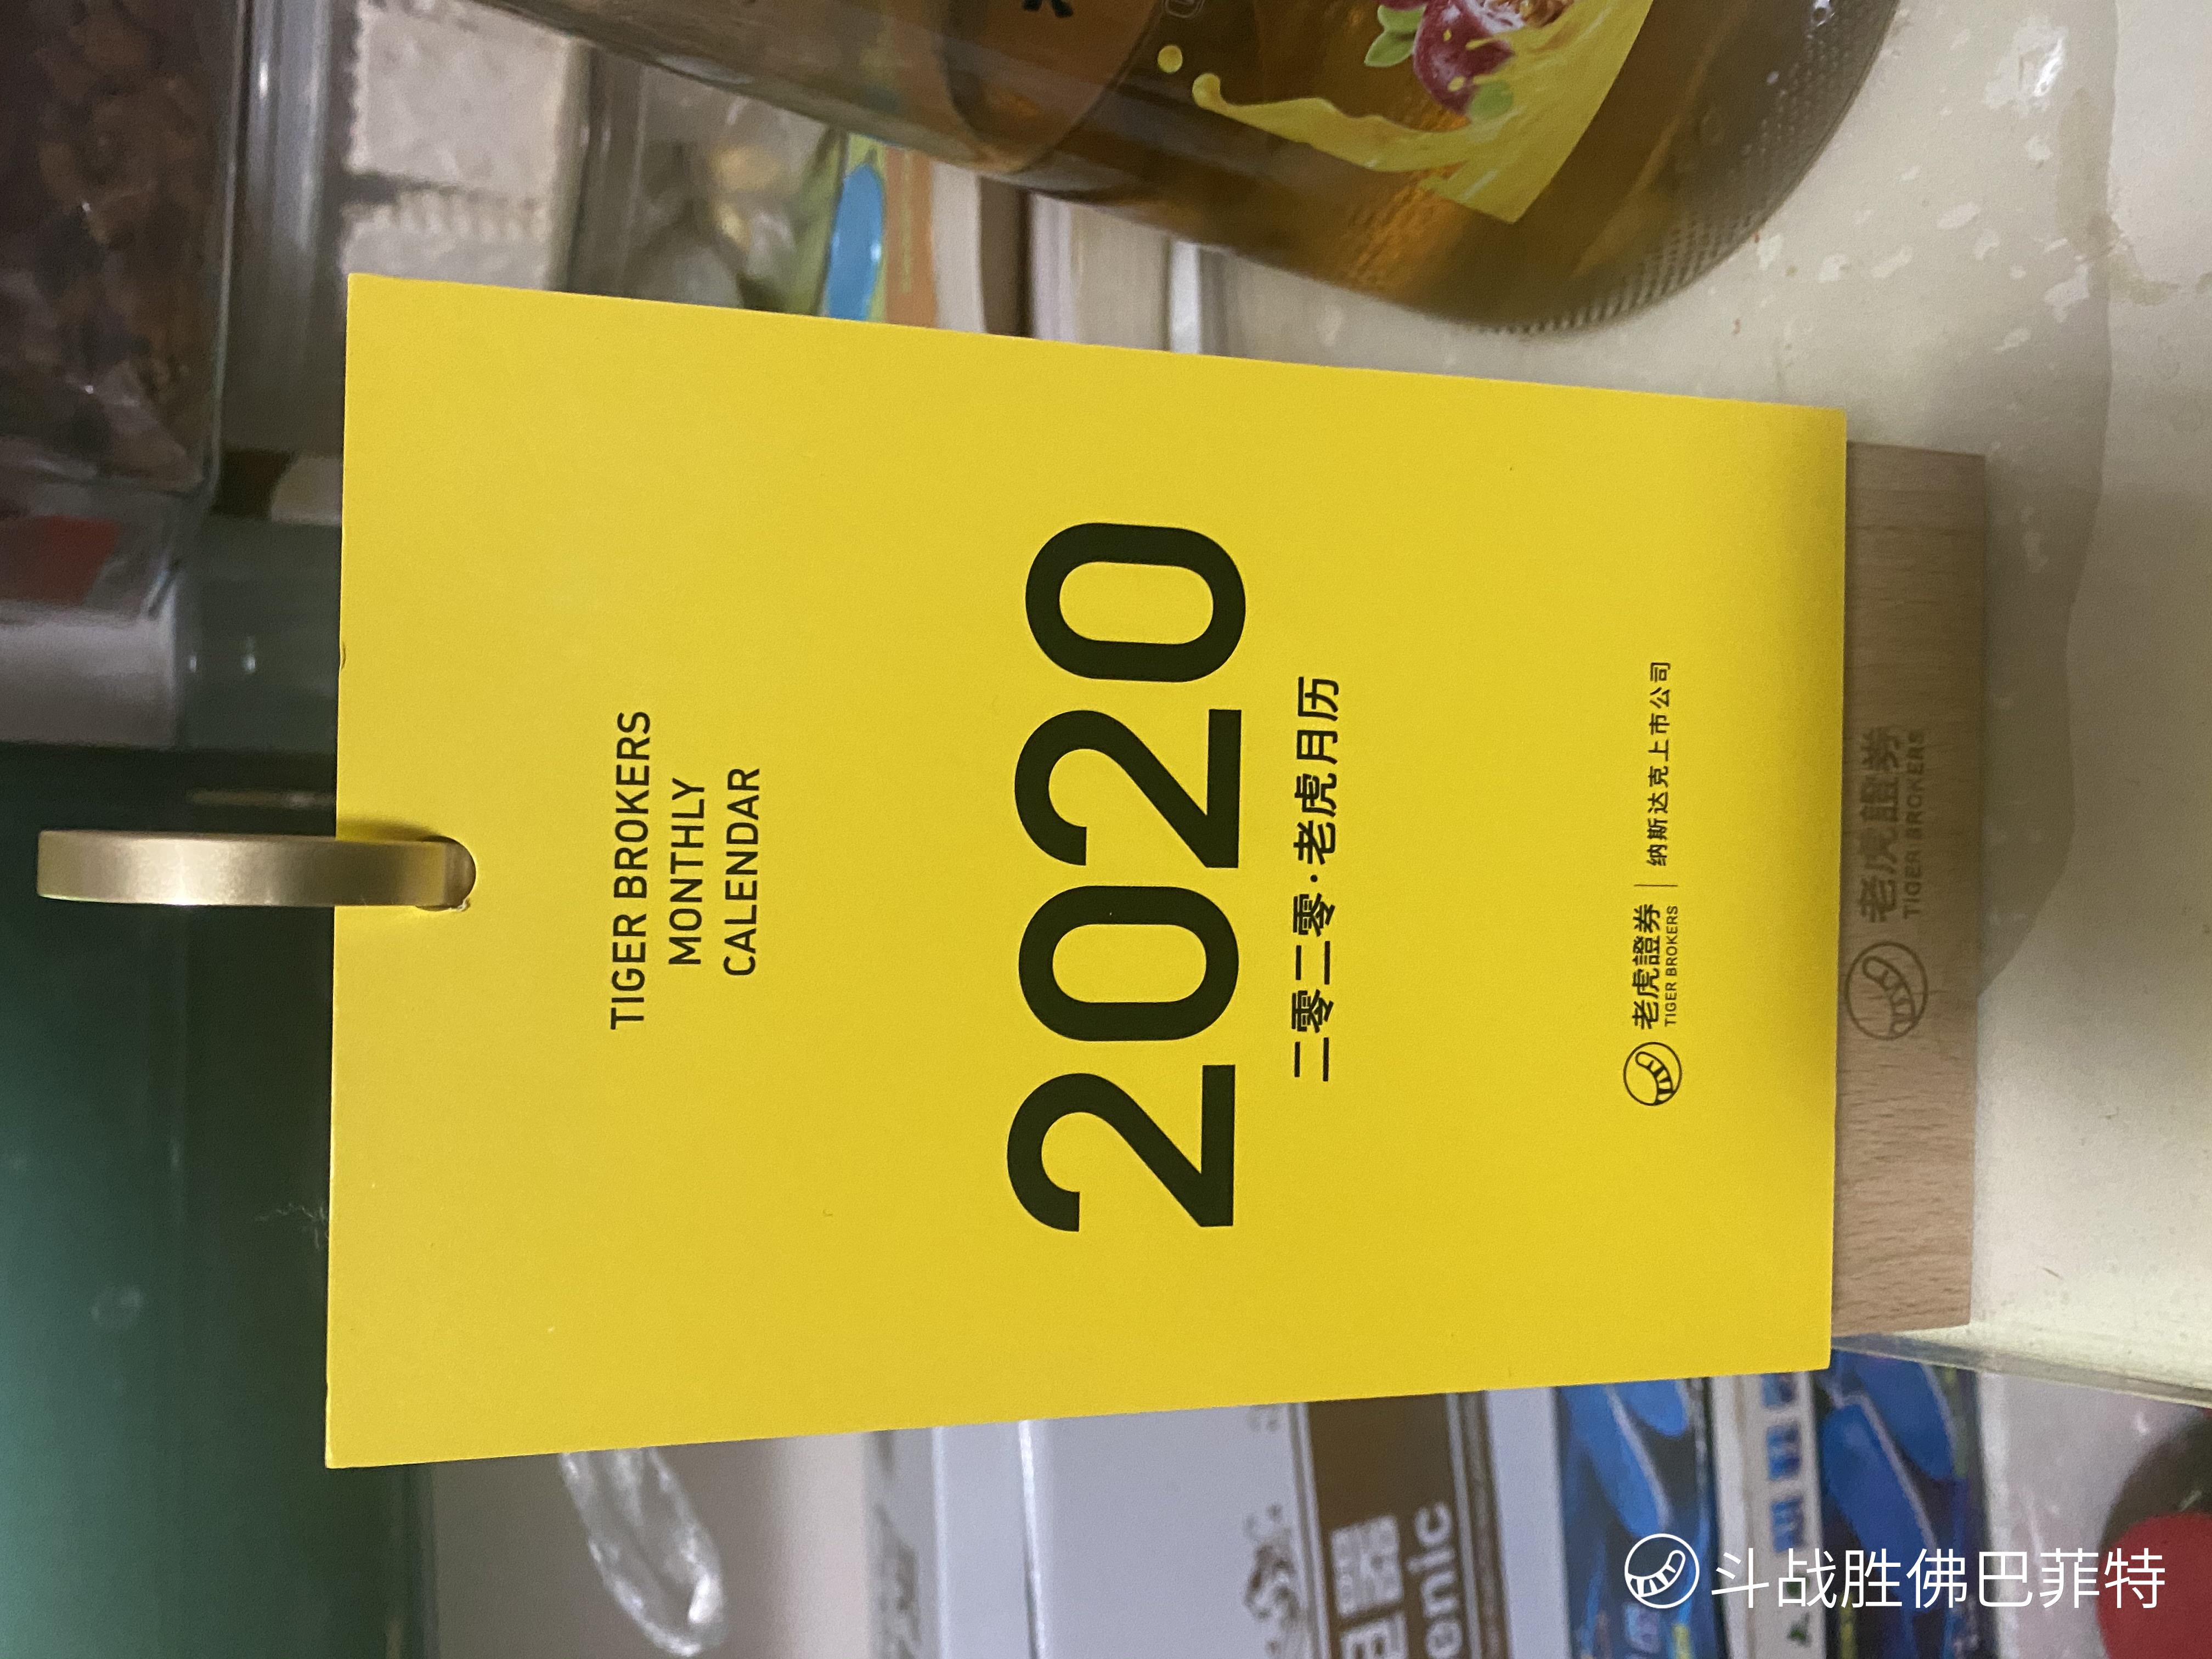 TIGER BROKERS
MONTHLY
CALENDAR
2020
二零二零·老虎月历
老虎證券 | 纳斯达克上市公司
TIGER BROKERS
老虎證券
TIGER BROKERS
enic
斗战胜佛巴菲特